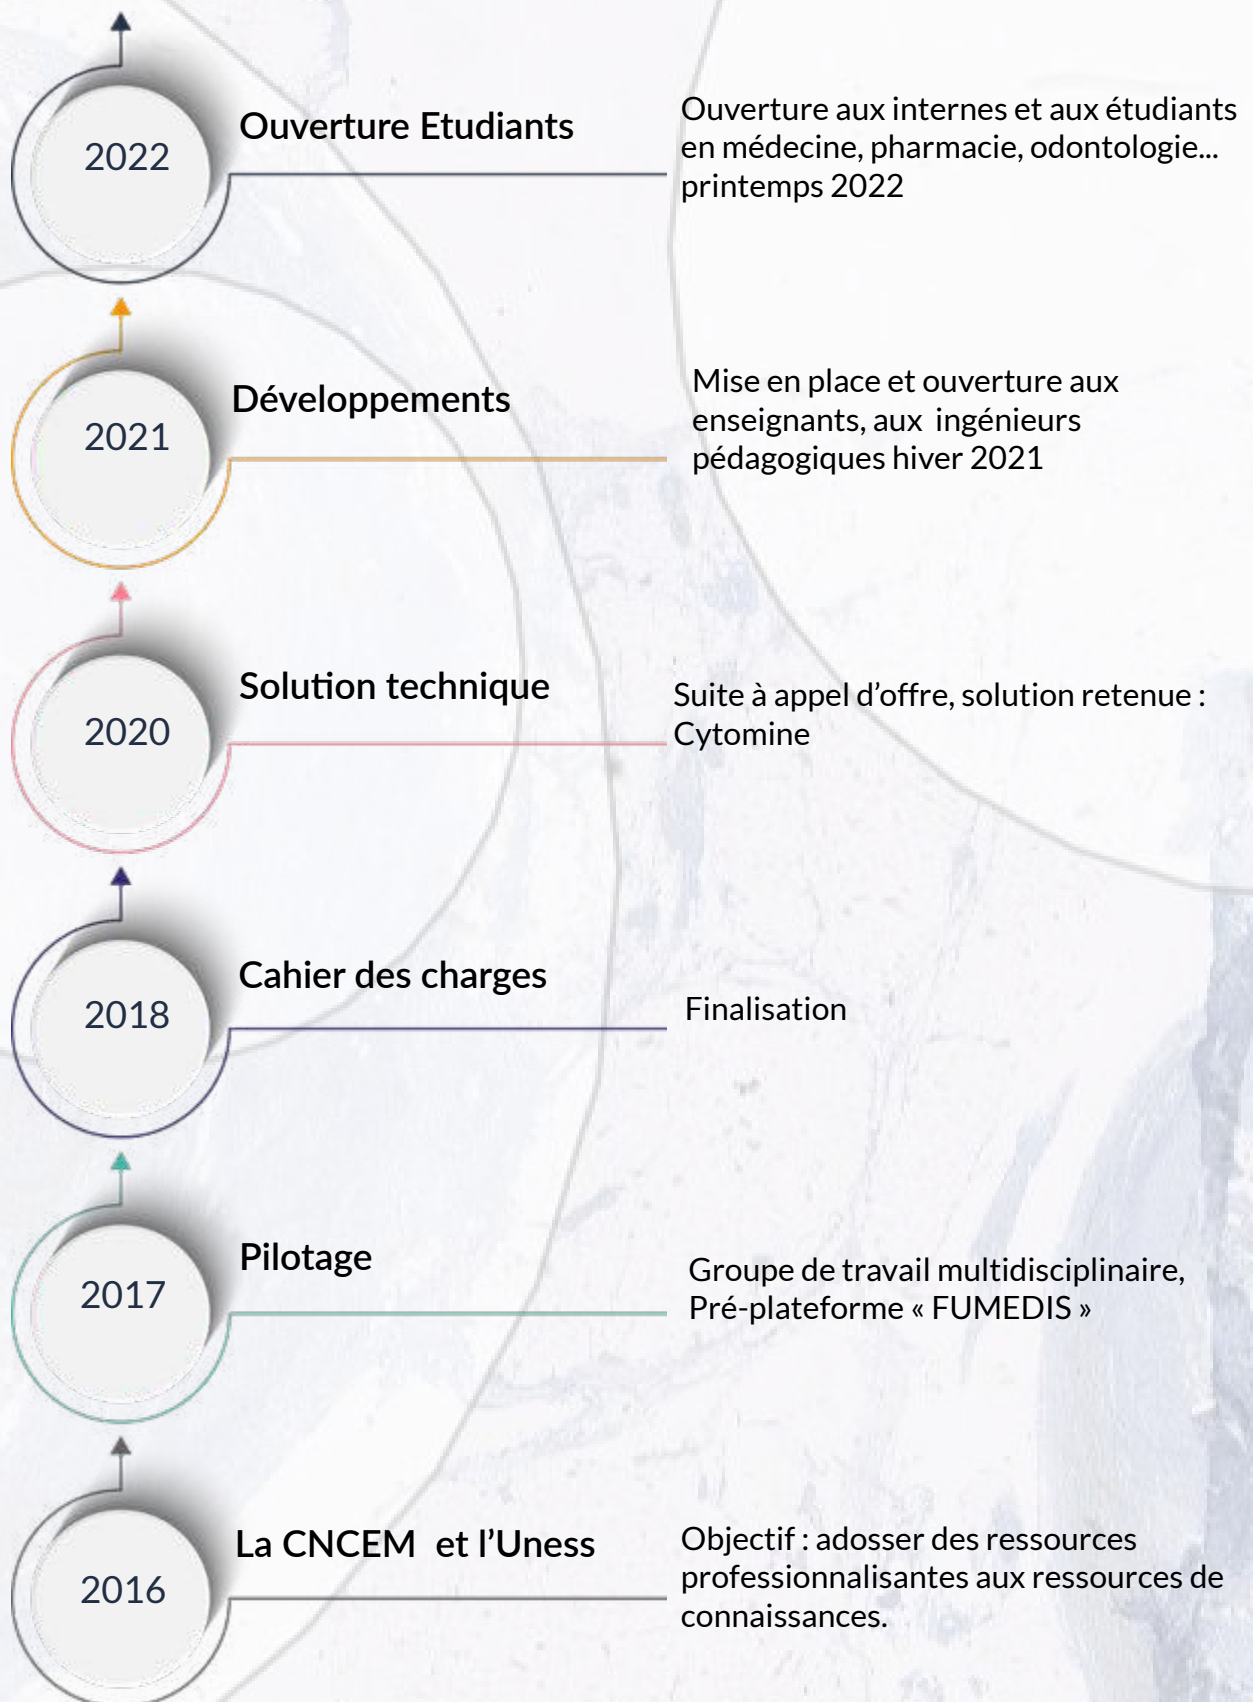 2022
Ouverture Etudiants
Ouverture aux internes et aux étudiants
en médecine, pharmacie, odontologie...
printemps 2022
2021
Développements
Mise en place et ouverture aux
enseignants, aux  ingénieurs
pédagogiques hiver 2021
2020
Solution technique
Suite à appel d’offre, solution retenue :
Cytomine
2018
Cahier des charges
Finalisation
2017
Pilotage
Groupe de travail multidisciplinaire,
Pré-plateforme « FUMEDIS »
2016
La CNCEM  et l’Uness
Objectif : adosser des ressources
professionnalisantes aux ressources de
connaissances.